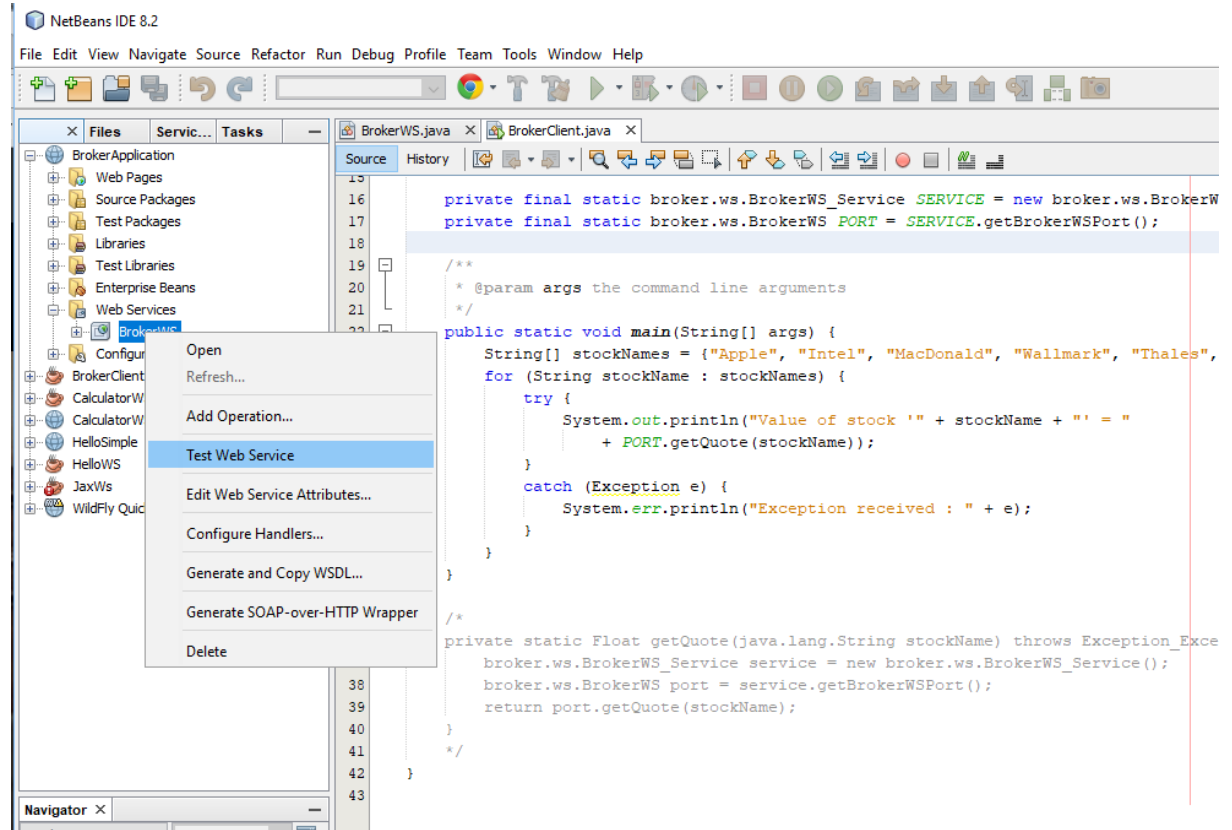 NetBeans IDE 8.2
File Edit View Navigate Source Refactor Run Debug Profile Team Tools Window Help
Files Servic... Tasks
BrokerApplication
Web Pages
Source Packages
Test Packages
Libraries
Test Libraries
Enterprise Beans
Web Services
BrokerWS
Configur
BrokerClient
CalculatorW
CalculatorW
HelloSimple
HelloWS
JaxWs
WildFly Quic
Open
Refresh...
Add Operation...
Test Web Service
Edit Web Service Attributes...
Configure Handlers...
Generate and Copy WSDL...
Generate SOAP-over-HTTP Wrapper
Delete
Navigator
BrokerWS.java BrokerClient.java
Source History
15
16 private final static broker.ws.BrokerWS_Service SERVICE = new broker.ws.BrokerW
17 private final static broker.ws.BrokerWS PORT = SERVICE.getBrokerWSPort();
18
19 /**
20 * @param args the command line arguments
21 */
22 public static void main(String[] args) {
String[] stockNames = {"Apple", "Intel", "MacDonald", "Wallmark", "Thales",
for (String stockName : stockNames) {
try {
System.out.println("Value of stock '" + stockName + "' = "
+ PORT.getQuote(stockName));
}
catch (Exception e) {
System.err.println("Exception received : " + e);
}
}
}
/*
private static Float getQuote(java.lang.String stockName) throws Exception_Exce
broker.ws.BrokerWS_Service service = new broker.ws.BrokerWS_Service();
38 broker.ws.BrokerWS port = service.getBrokerWSPort();
39 return port.getQuote(stockName);
40 }
41 */
42 }
43